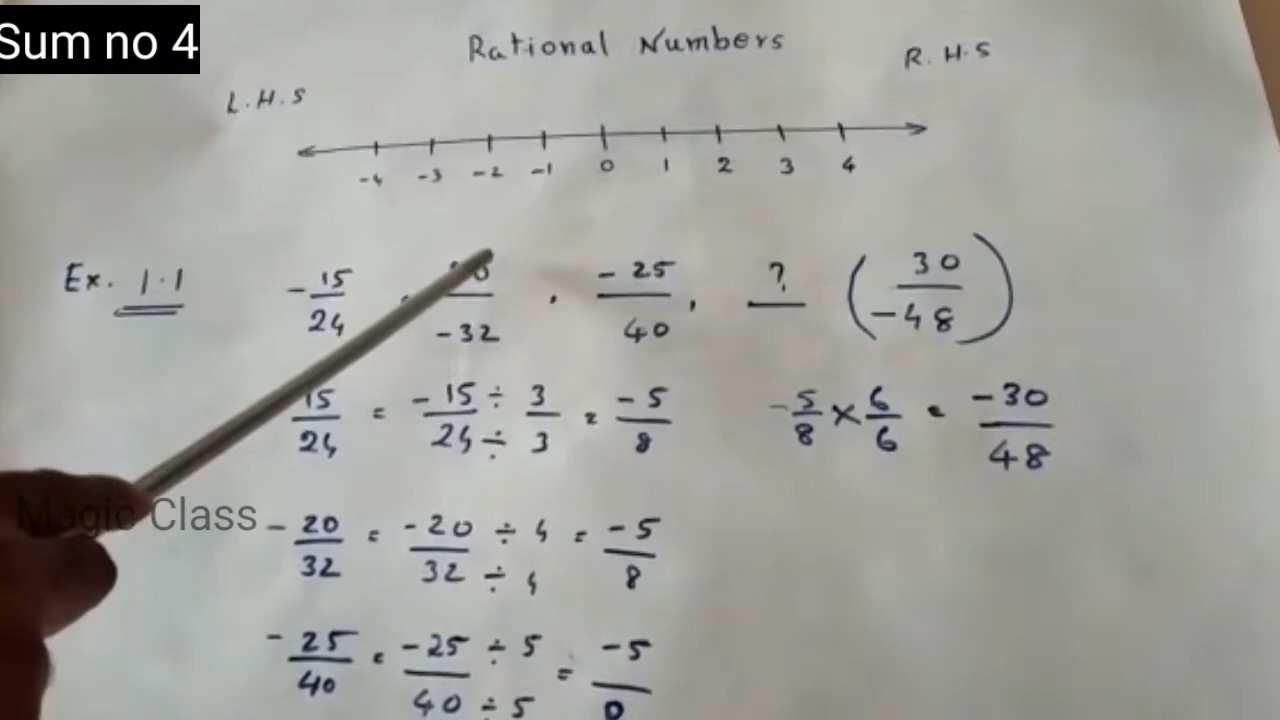 Sum no 4
Rational Numbers
L.H.S R.H.S
-4 -3 -2 -1 0 1 2 3 4
Ex. 1.1 -15/24 , /-32 , -25/40 , ? (30/-48)
15/24 = -15/24 ÷ 3/÷ 3 = -5/8 -5/8 × 6/6 = -30/48
Magic Class
-20/32 = -20/32 ÷ 4/÷ 4 = -5/8
-25/40 = -25/40 ÷ 5/÷ 5 = -5/